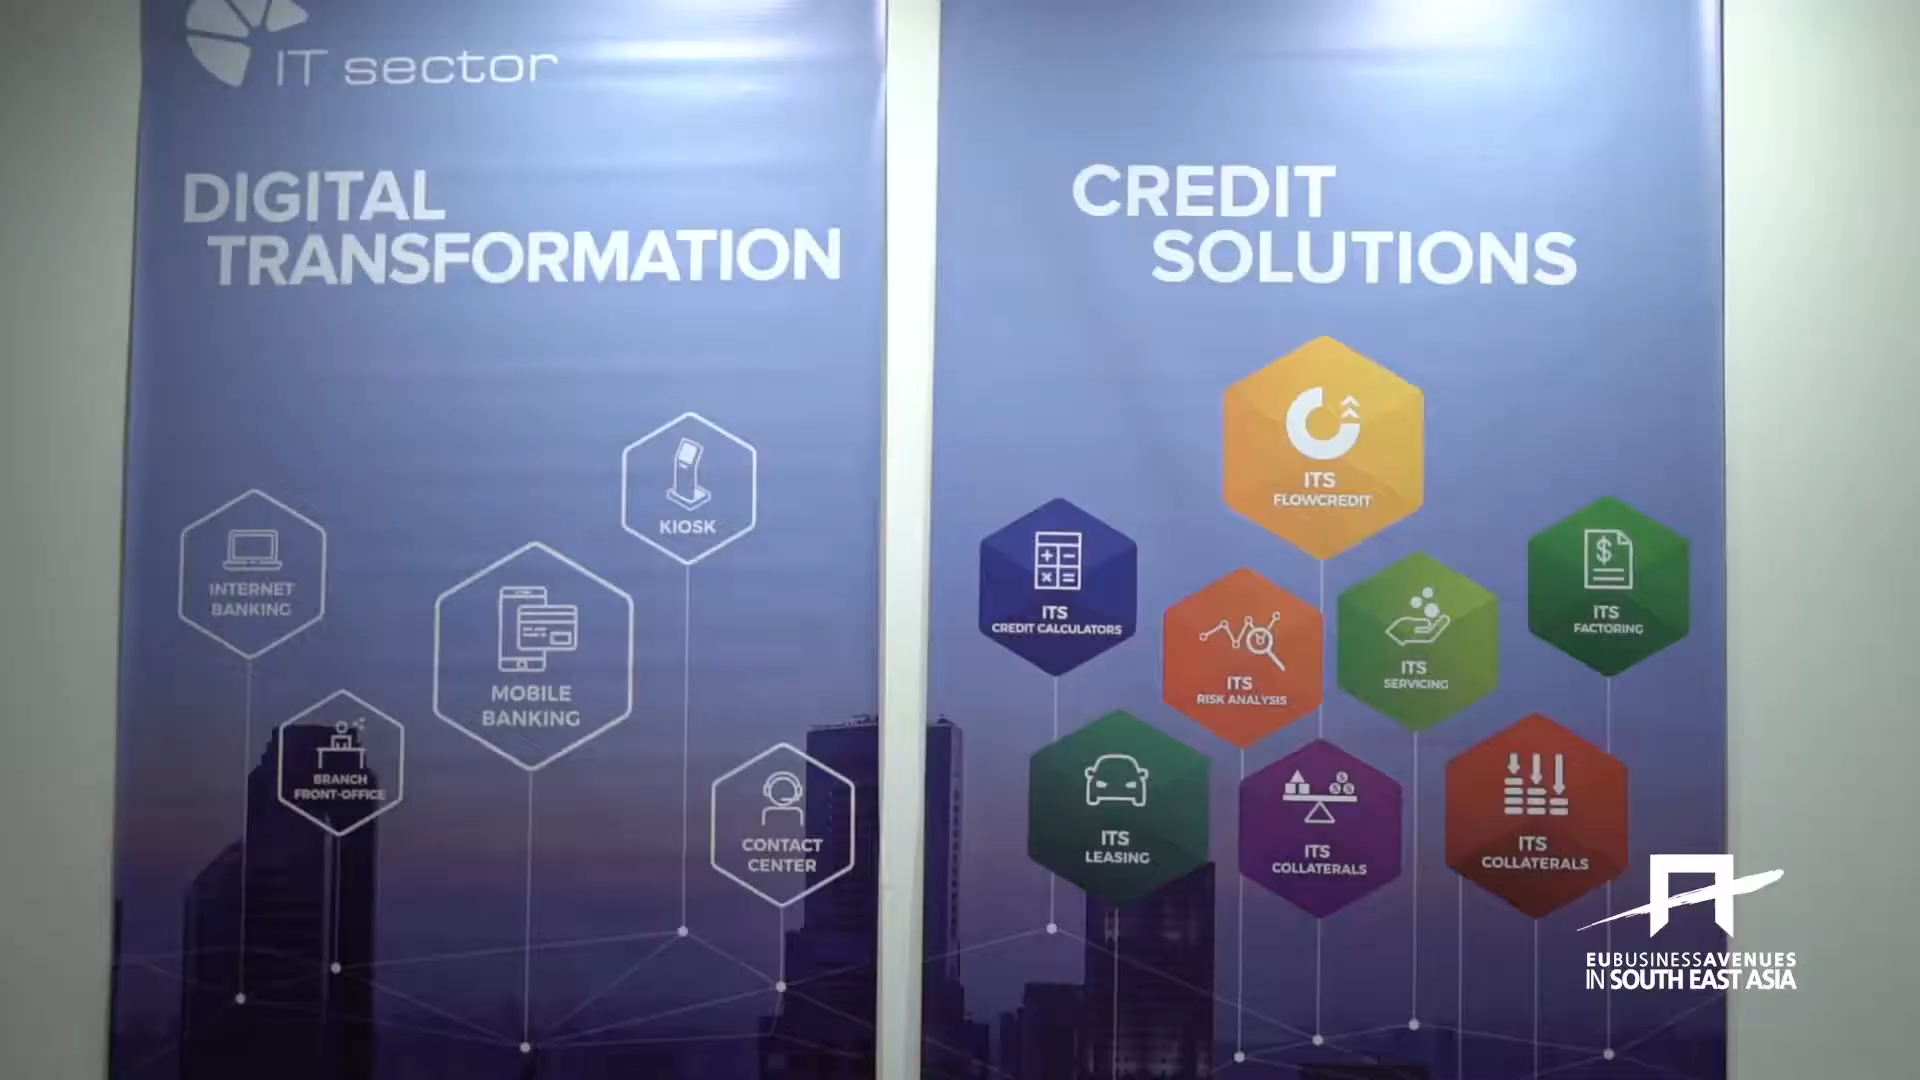 IT sector
DIGITAL
TRANSFORMATION
KIOSK
INTERNET
BANKING
MOBILE
BANKING
BRANCH
FRONT-OFFICE
CONTACT
CENTER
CREDIT
SOLUTIONS
ITS
FLOWCREDIT
ITS
CREDIT CALCULATORS
ITS
FACTORING
ITS
RISK ANALYSIS
ITS
SERVICING
ITS
LEASING
ITS
COLLATERALS
ITS
COLLATERALS
EUBUSINESSAVENUES
IN SOUTH EAST ASIA